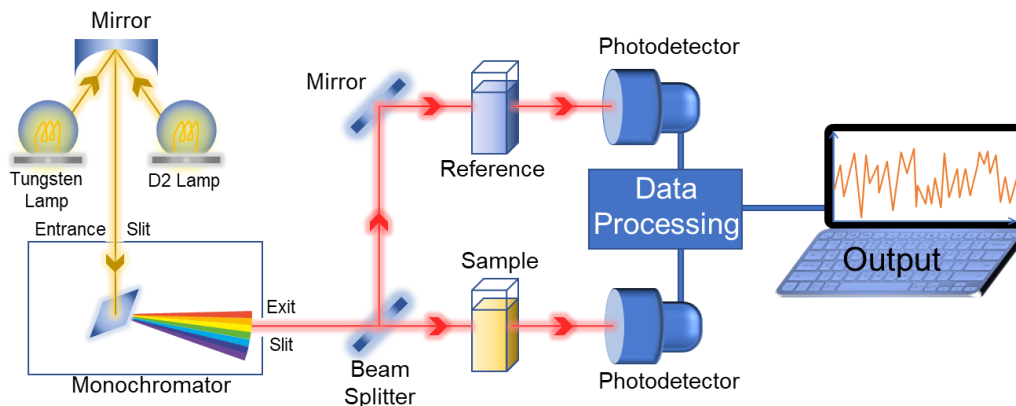 Mirror
Tungsten
Lamp
D2 Lamp
Entrance
Slit
Exit
Slit
Monochromator
Mirror
Beam
Splitter
Reference
Sample
Photodetector
Photodetector
Data
Processing
Output